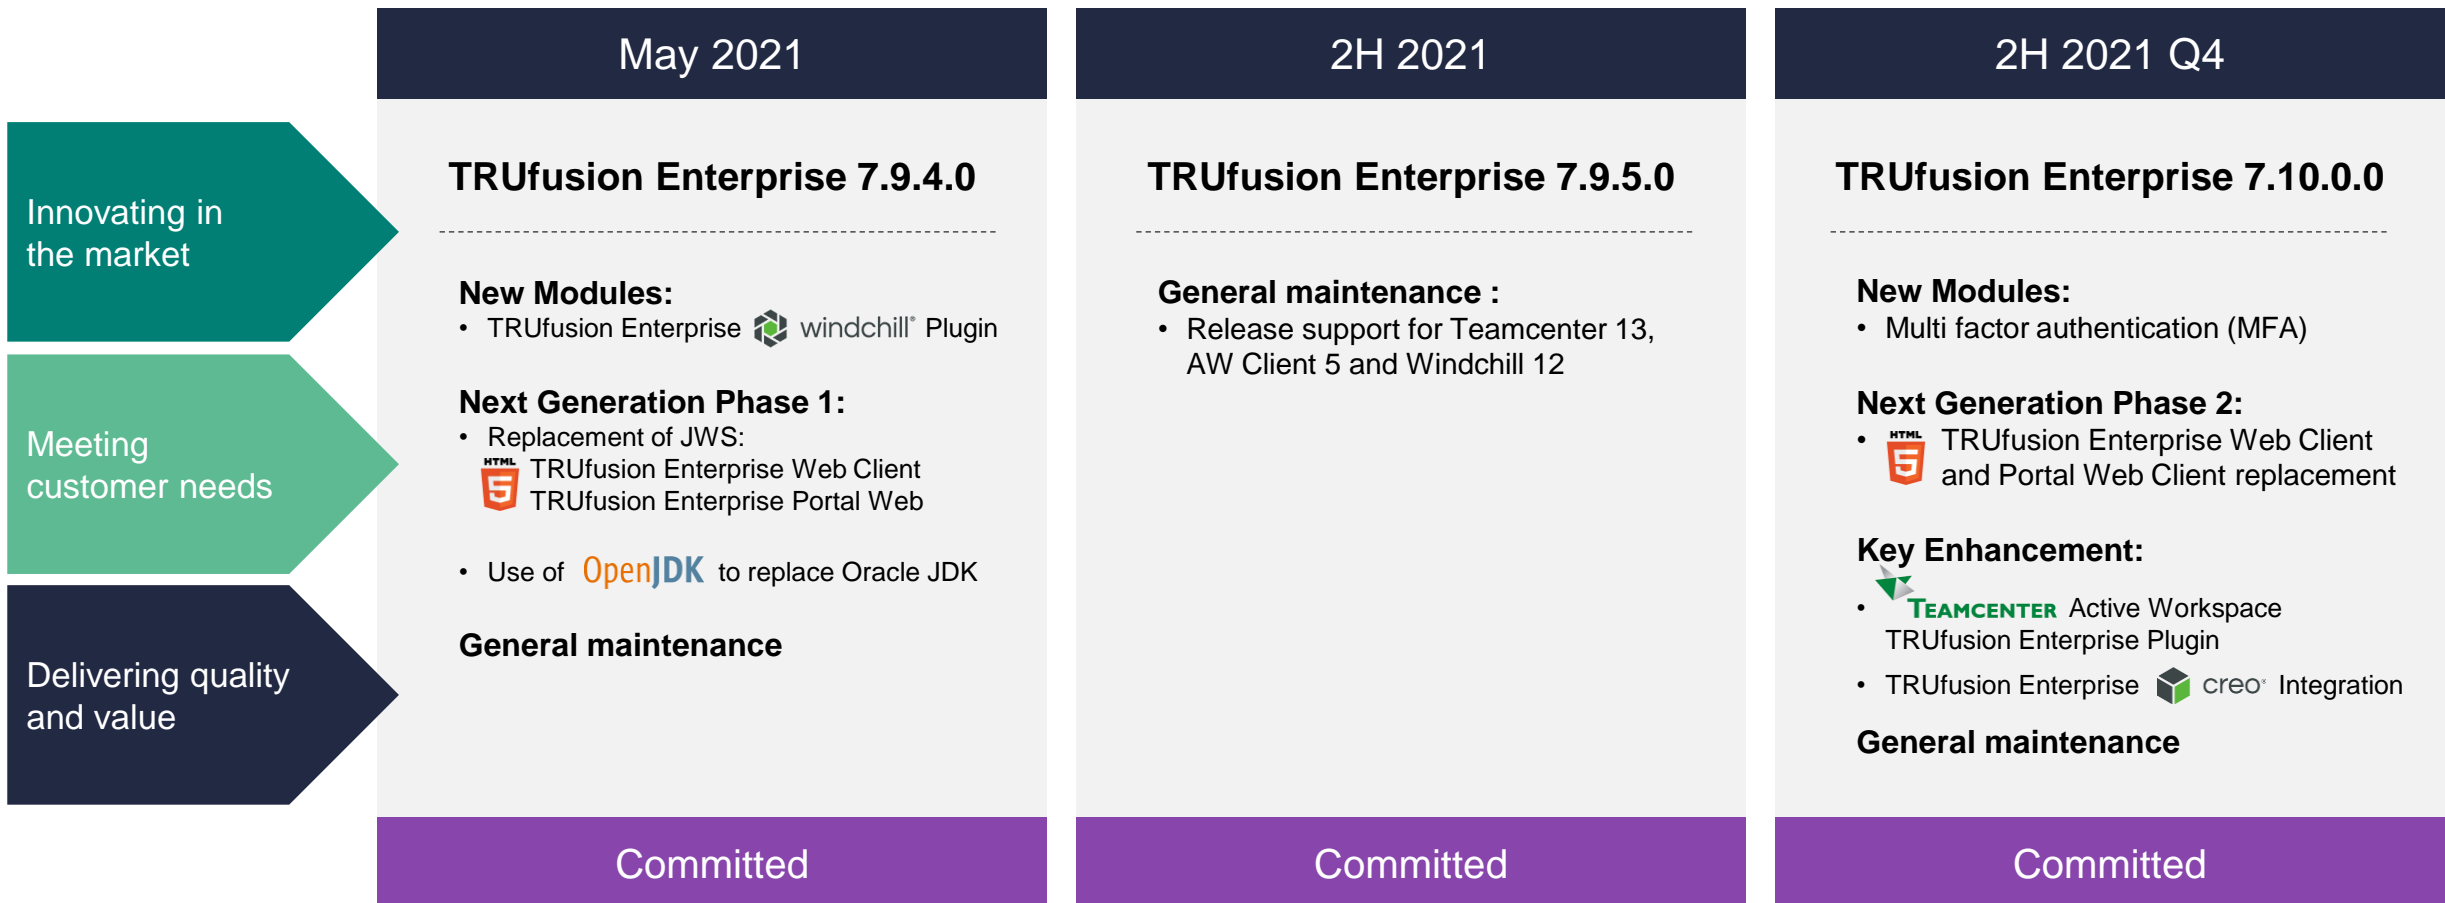 May 2021
2H 2021
2H 2021 Q4
Innovating in
the market
Meeting
customer needs
Delivering quality
and value
TRUfusion Enterprise 7.9.4.0
New Modules:
• TRUfusion Enterprise windchill® Plugin
Next Generation Phase 1:
• Replacement of JWS:
HTML
5
TRUfusion Enterprise Web Client
TRUfusion Enterprise Portal Web
• Use of OpenJDK to replace Oracle JDK
General maintenance
Committed
TRUfusion Enterprise 7.9.5.0
General maintenance :
• Release support for Teamcenter 13,
AW Client 5 and Windchill 12
Committed
TRUfusion Enterprise 7.10.0.0
New Modules:
• Multi factor authentication (MFA)
Next Generation Phase 2:
HTML
5
• TRUfusion Enterprise Web Client
and Portal Web Client replacement
Key Enhancement:
• TEAMCENTER Active Workspace
TRUfusion Enterprise Plugin
• TRUfusion Enterprise creo® Integration
General maintenance
Committed